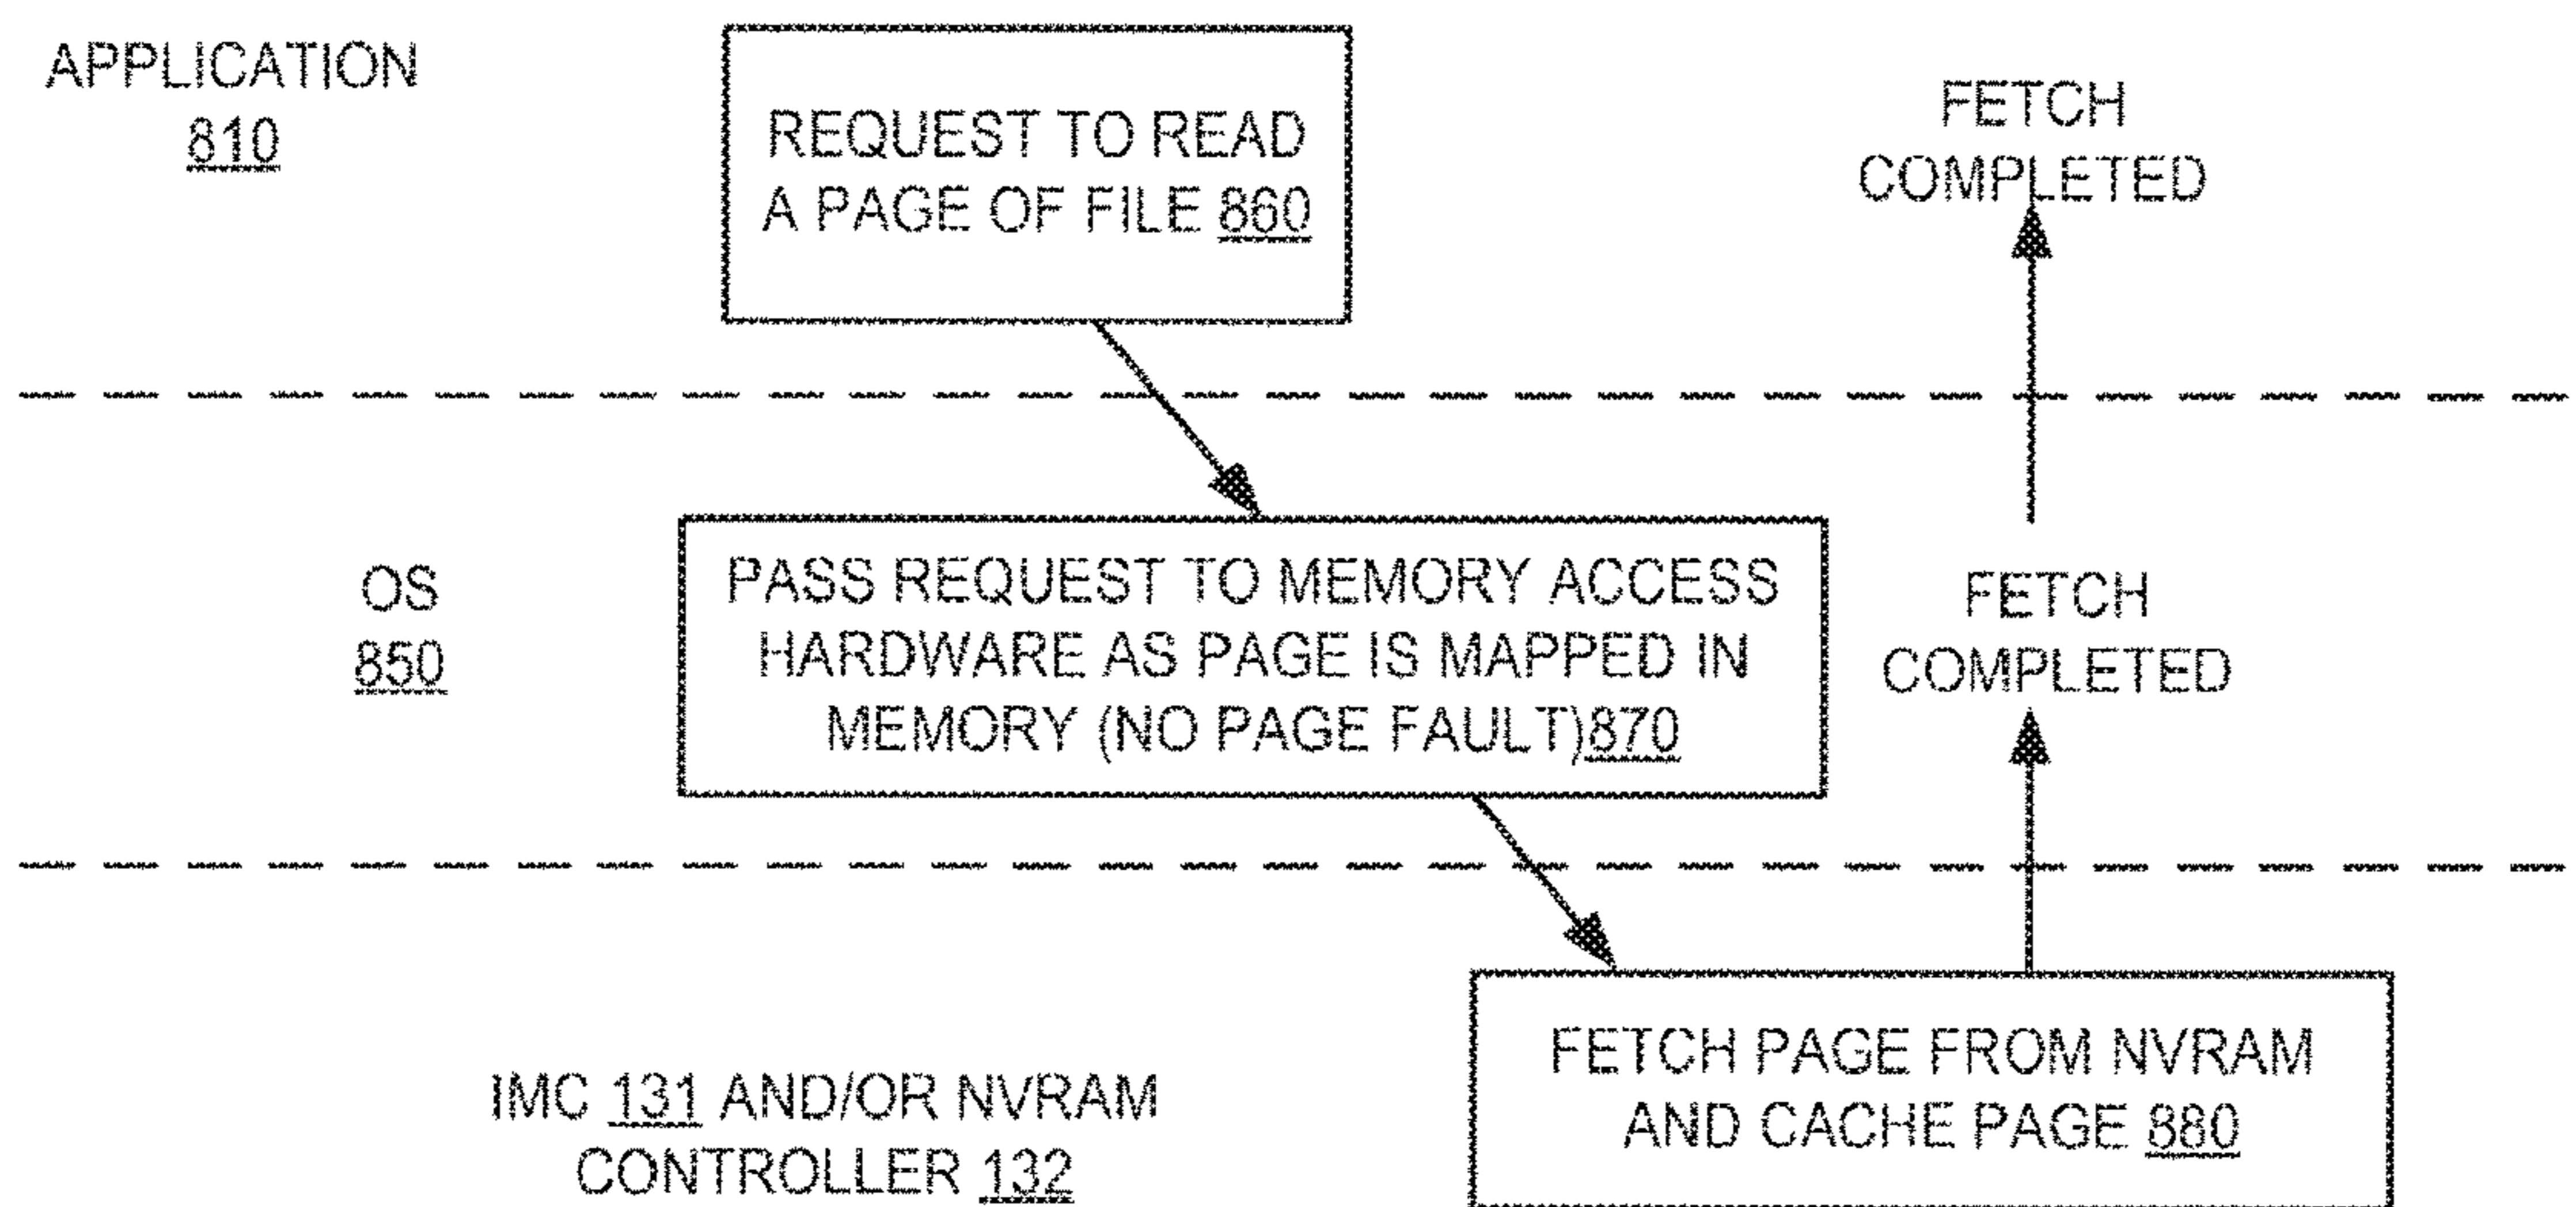 APPLICATION
810
REQUEST TO READ
A PAGE OF FILE 860
FETCH
COMPLETED
OS
850
PASS REQUEST TO MEMORY ACCESS
HARDWARE AS PAGE IS MAPPED IN
MEMORY (NO PAGE FAULT)870
FETCH
COMPLETED
IMC 131 AND/OR NVRAM
CONTROLLER 132
FETCH PAGE FROM NVRAM
AND CACHE PAGE 880